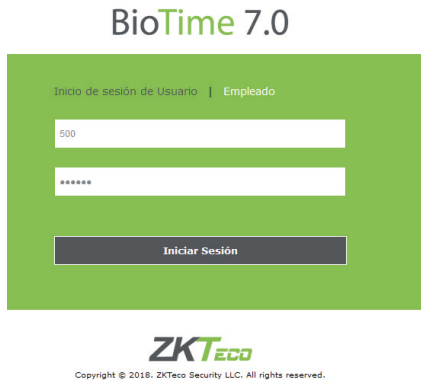 BioTime 7.0
Inicio de sesión de Usuario | Empleado
500
••••••
Iniciar Sesión
ZKTeco
Copyright © 2018. ZKTeco Security LLC. All rights reserved.